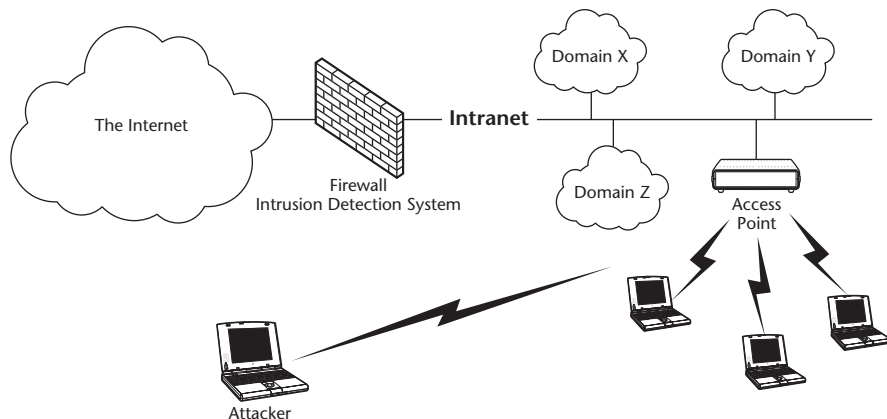 Domain X
Domain Y
The Internet
Intranet
Firewall
Intrusion Detection System
Domain Z
Access
Point
Attacker